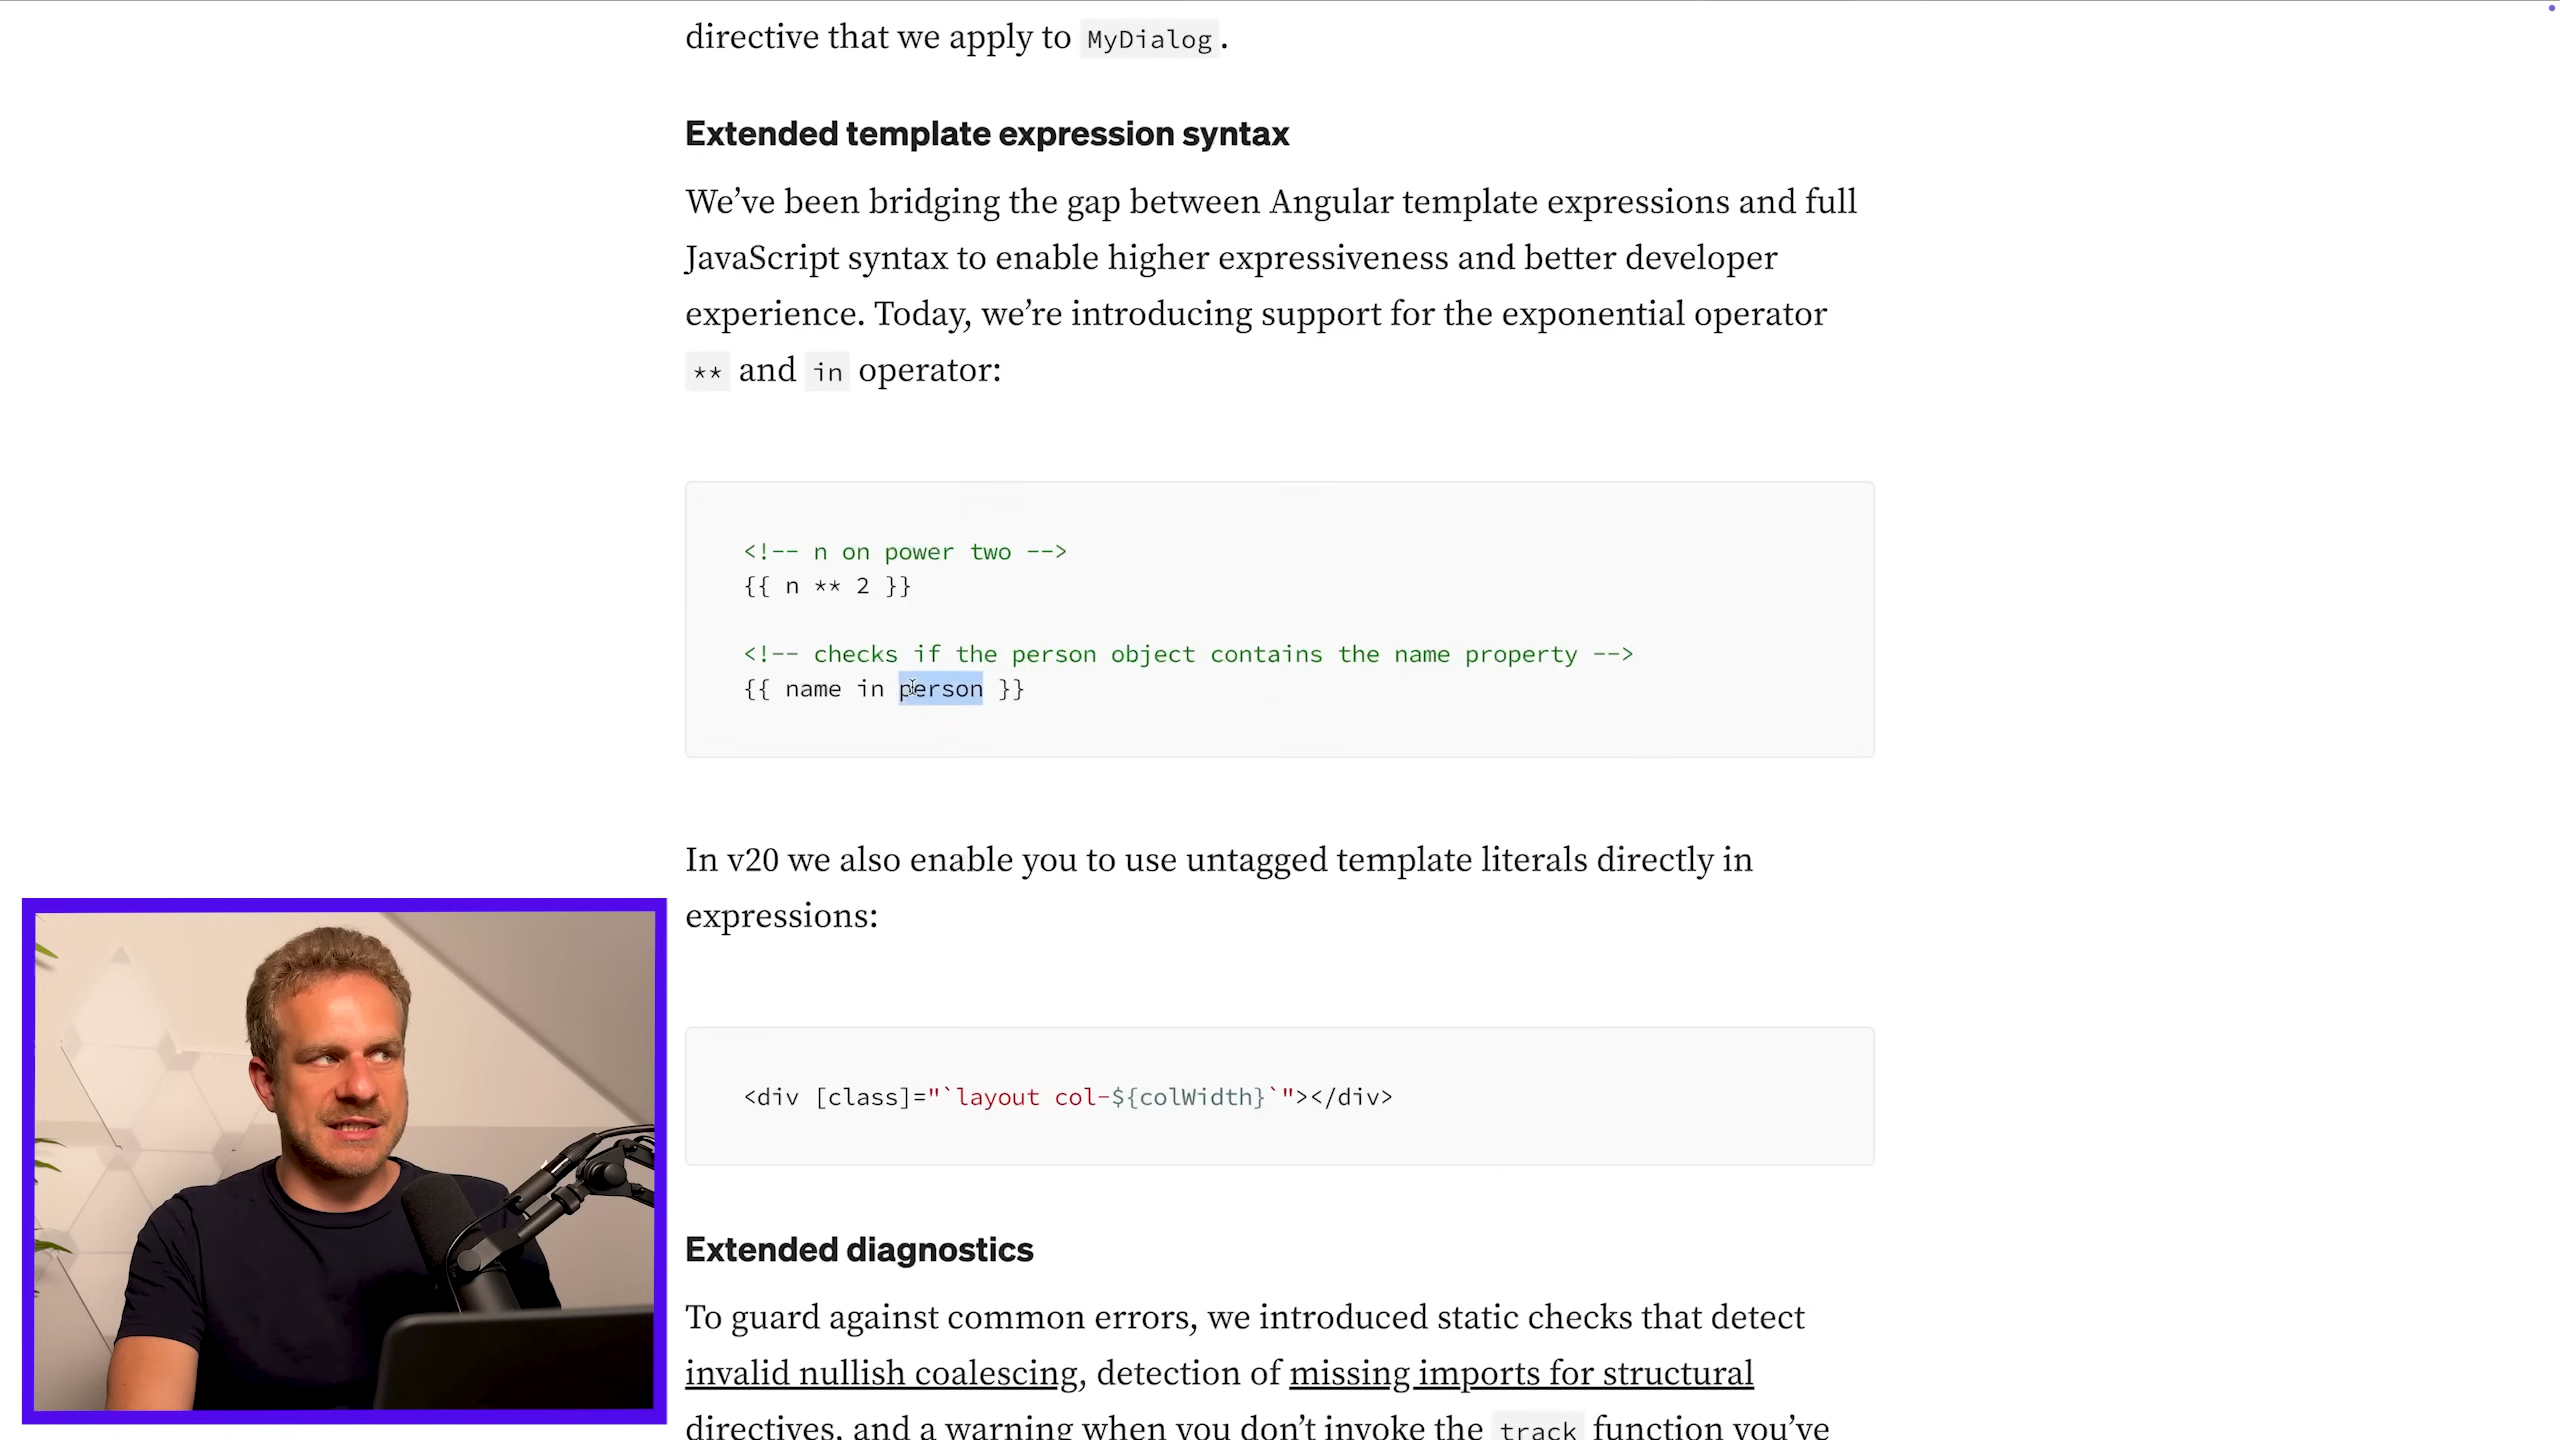 directive that we apply to MyDialog.
Extended template expression syntax
We’ve been bridging the gap between Angular template expressions and full
JavaScript syntax to enable higher expressiveness and better developer
experience. Today, we’re introducing support for the exponential operator
** and in operator:
<!-- n on power two -->
{{ n ** 2 }}
<!-- checks if the person object contains the name property -->
{{ name in person }}
In v20 we also enable you to use untagged template literals directly in
expressions:
<div [class]="`layout col-${colWidth}`"></div>
Extended diagnostics
To guard against common errors, we introduced static checks that detect
invalid nullish coalescing, detection of missing imports for structural
directives, and a warning when you don’t invoke the track function you’ve